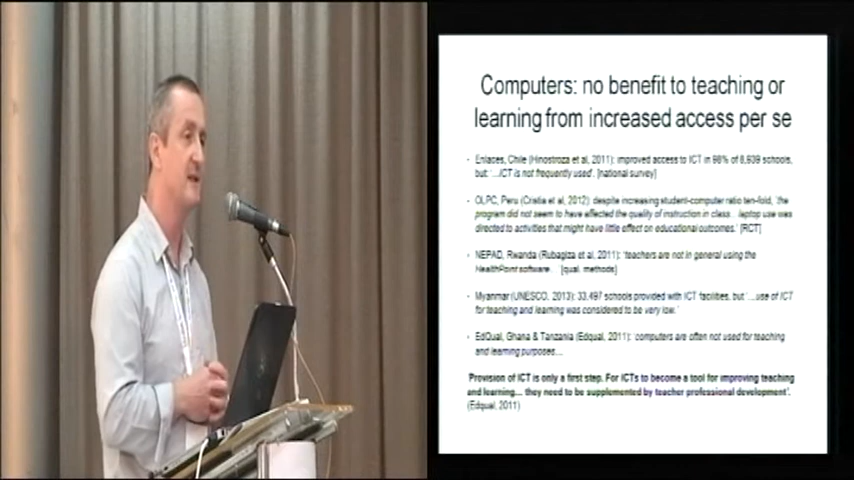 Computers: no benefit to teaching or
learning from increased access per se
• Enlaces, Chile (Hinostroza et al, 2011): improved access to ICT in 98% of 8,939 schools,
but: '…ICT is not frequently used'. [national survey]
• OLPC, Peru (Cristia et al, 2012): despite increasing student-computer ratio ten-fold, 'the
program did not seem to have affected the quality of instruction in class… laptop use was
directed to activities that might have little effect on educational outcomes.' [RCT]
• NEPAD, Rwanda (Rubagiza et al, 2011): 'teachers are not in general using the
HealthPoint software… [qual. methods]
• Myanmar (UNESCO, 2013): 33,497 schools provided with ICT facilities, but '…use of ICT
for teaching and learning was considered to be very low.'
• EdQual, Ghana & Tanzania (Edqual, 2011): 'computers are often not used for teaching
and learning purposes…
'Provision of ICT is only a first step. For ICTs to become a tool for improving teaching
and learning… they need to be supplemented by teacher professional development'.
(Edqual, 2011)